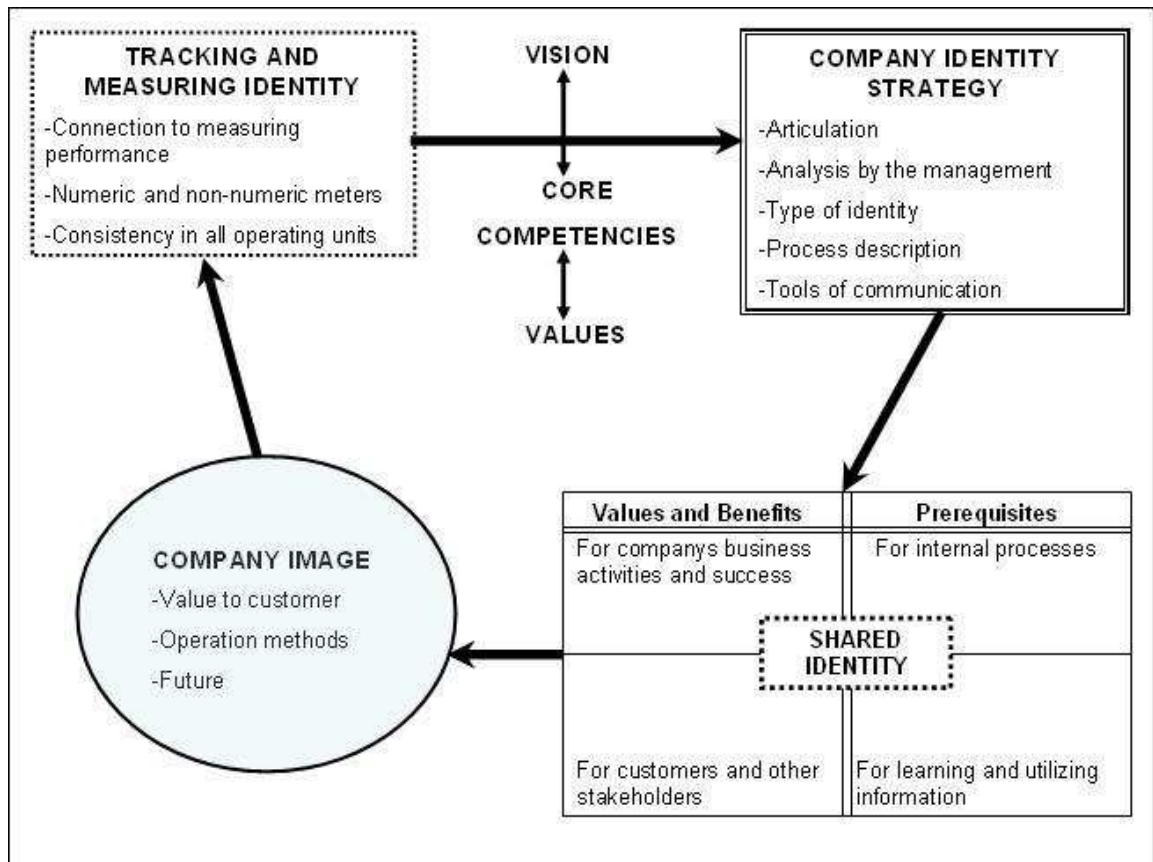 TRACKING AND
MEASURING IDENTITY
-Connection to measuring
performance
-Numeric and non-numeric meters
-Consistency in all operating units
VISION
CORE
COMPETENCIES
VALUES
COMPANY IDENTITY
STRATEGY
-Articulation
-Analysis by the management
-Type of identity
-Process description
-Tools of communication
Values and Benefits
Prerequisites
For companys business
activities and success
For internal processes
SHARED
IDENTITY
For customers and other
stakeholders
For learning and utilizing
information
COMPANY IMAGE
-Value to customer
-Operation methods
-Future